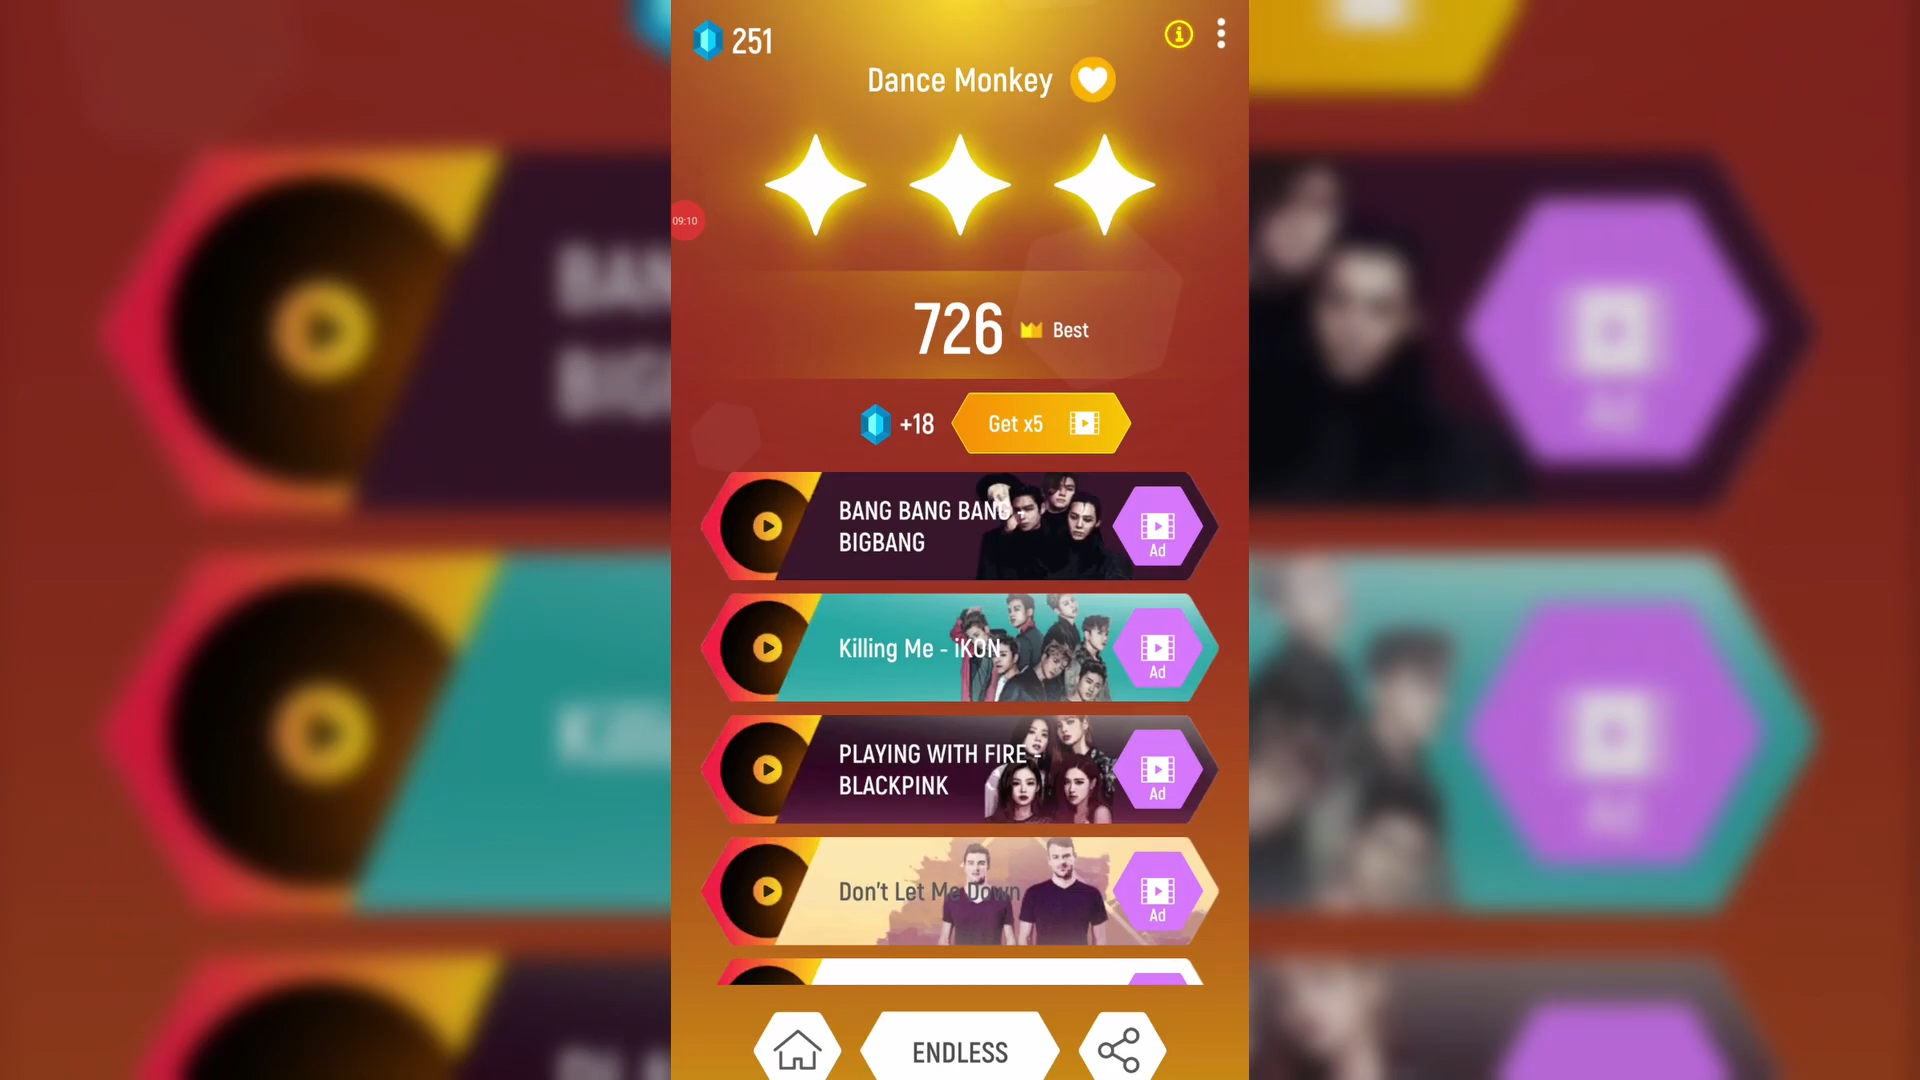 251
Dance Monkey
09:10
726 Best
+18 Get x5
BANG BANG BANG -
BIGBANG
Ad
Killing Me - iKON
Ad
PLAYING WITH FIRE -
BLACKPINK
Ad
Don't Let Me Down
Ad
ENDLESS